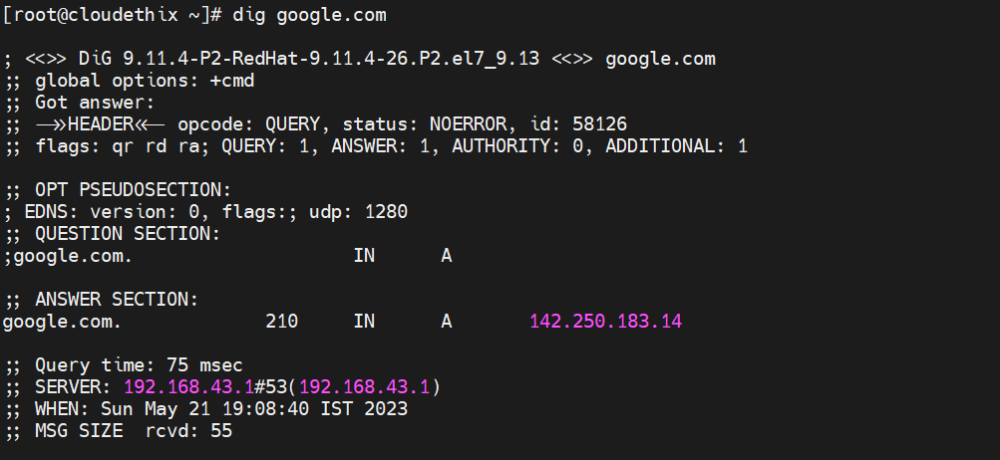 [root@cloudethix ~]# dig google.com
; <<>> DiG 9.11.4-P2-RedHat-9.11.4-26.P2.el7_9.13 <<>> google.com
;; global options: +cmd
;; Got answer:
;; ->>HEADER<<- opcode: QUERY, status: NOERROR, id: 58126
;; flags: qr rd ra; QUERY: 1, ANSWER: 1, AUTHORITY: 0, ADDITIONAL: 1
;; OPT PSEUDOSECTION:
; EDNS: version: 0, flags:; udp: 1280
;; QUESTION SECTION:
;google.com. IN A
;; ANSWER SECTION:
google.com. 210 IN A 142.250.183.14
;; Query time: 75 msec
;; SERVER: 192.168.43.1#53(192.168.43.1)
;; WHEN: Sun May 21 19:08:40 IST 2023
;; MSG SIZE rcvd: 55